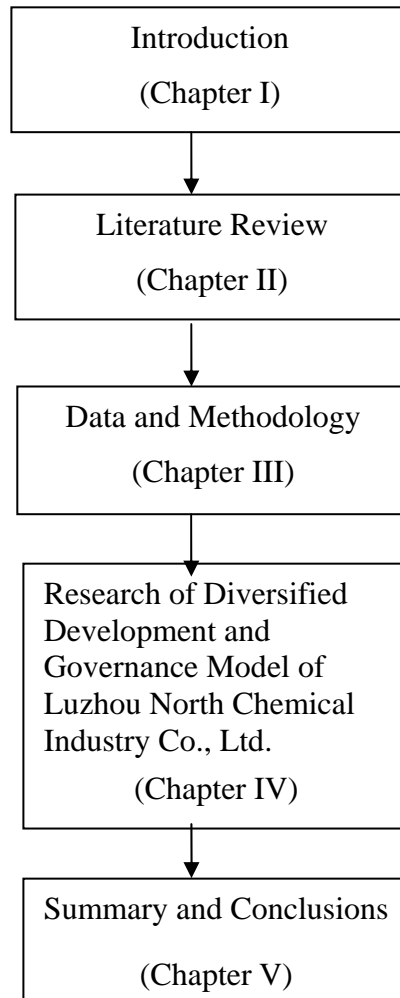 Introduction
(Chapter I)
Literature Review
(Chapter II)
Data and Methodology
(Chapter III)
Research of Diversified
Development and
Governance Model of
Luzhou North Chemical
Industry Co., Ltd.
(Chapter IV)
Summary and Conclusions
(Chapter V)